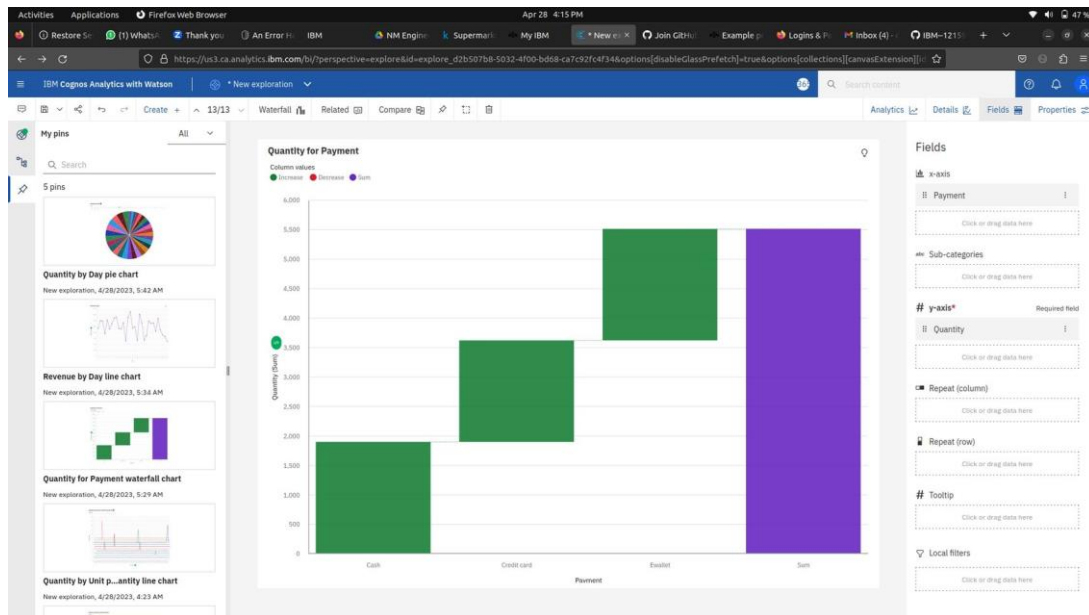 Activities Applications Firefox Web Browser Apr 28 4:15 PM 47 %
Restore Se (1) WhatsA Thank you An Error Ha IBM NM Engine Supermark My IBM * New ex Join GitHu Example p Logins & P Inbox (4) - IBM-1215
https://us3.ca.analytics.ibm.com/bi/?perspective=explore&id=explore_d2b507b8-5032-4f00-bd68-ca7c92fc4f34&options[disableGlassPrefetch]=true&options[collections][canvasExtension][
IBM Cognos Analytics with Watson * New exploration Search content
Create + 13/13 Waterfall Related Compare Analytics Details Fields Properties
My pins All
Search
5 pins
Quantity by Day pie chart
New exploration, 4/28/2023, 5:42 AM
Revenue by Day line chart
New exploration, 4/28/2023, 5:34 AM
Quantity for Payment waterfall chart
New exploration, 4/28/2023, 5:29 AM
Quantity by Unit p...antity line chart
New exploration, 4/28/2023, 4:23 AM
Quantity for Payment
Column values
Increase Decrease Sum
6,000
5,500
5,000
4,500
4,000
3,500
3,000
2,500
2,000
1,500
1,000
500
0
Quantity (Sum)
Cash Credit card Ewallet Sum
Payment
Fields
x-axis
Payment
Click or drag data here
abc Sub-categories
Click or drag data here
# y-axis* Required field
Quantity
Click or drag data here
Repeat (column)
Click or drag data here
Repeat (row)
Click or drag data here
# Tooltip
Click or drag data here
Local filters
Click or drag data here